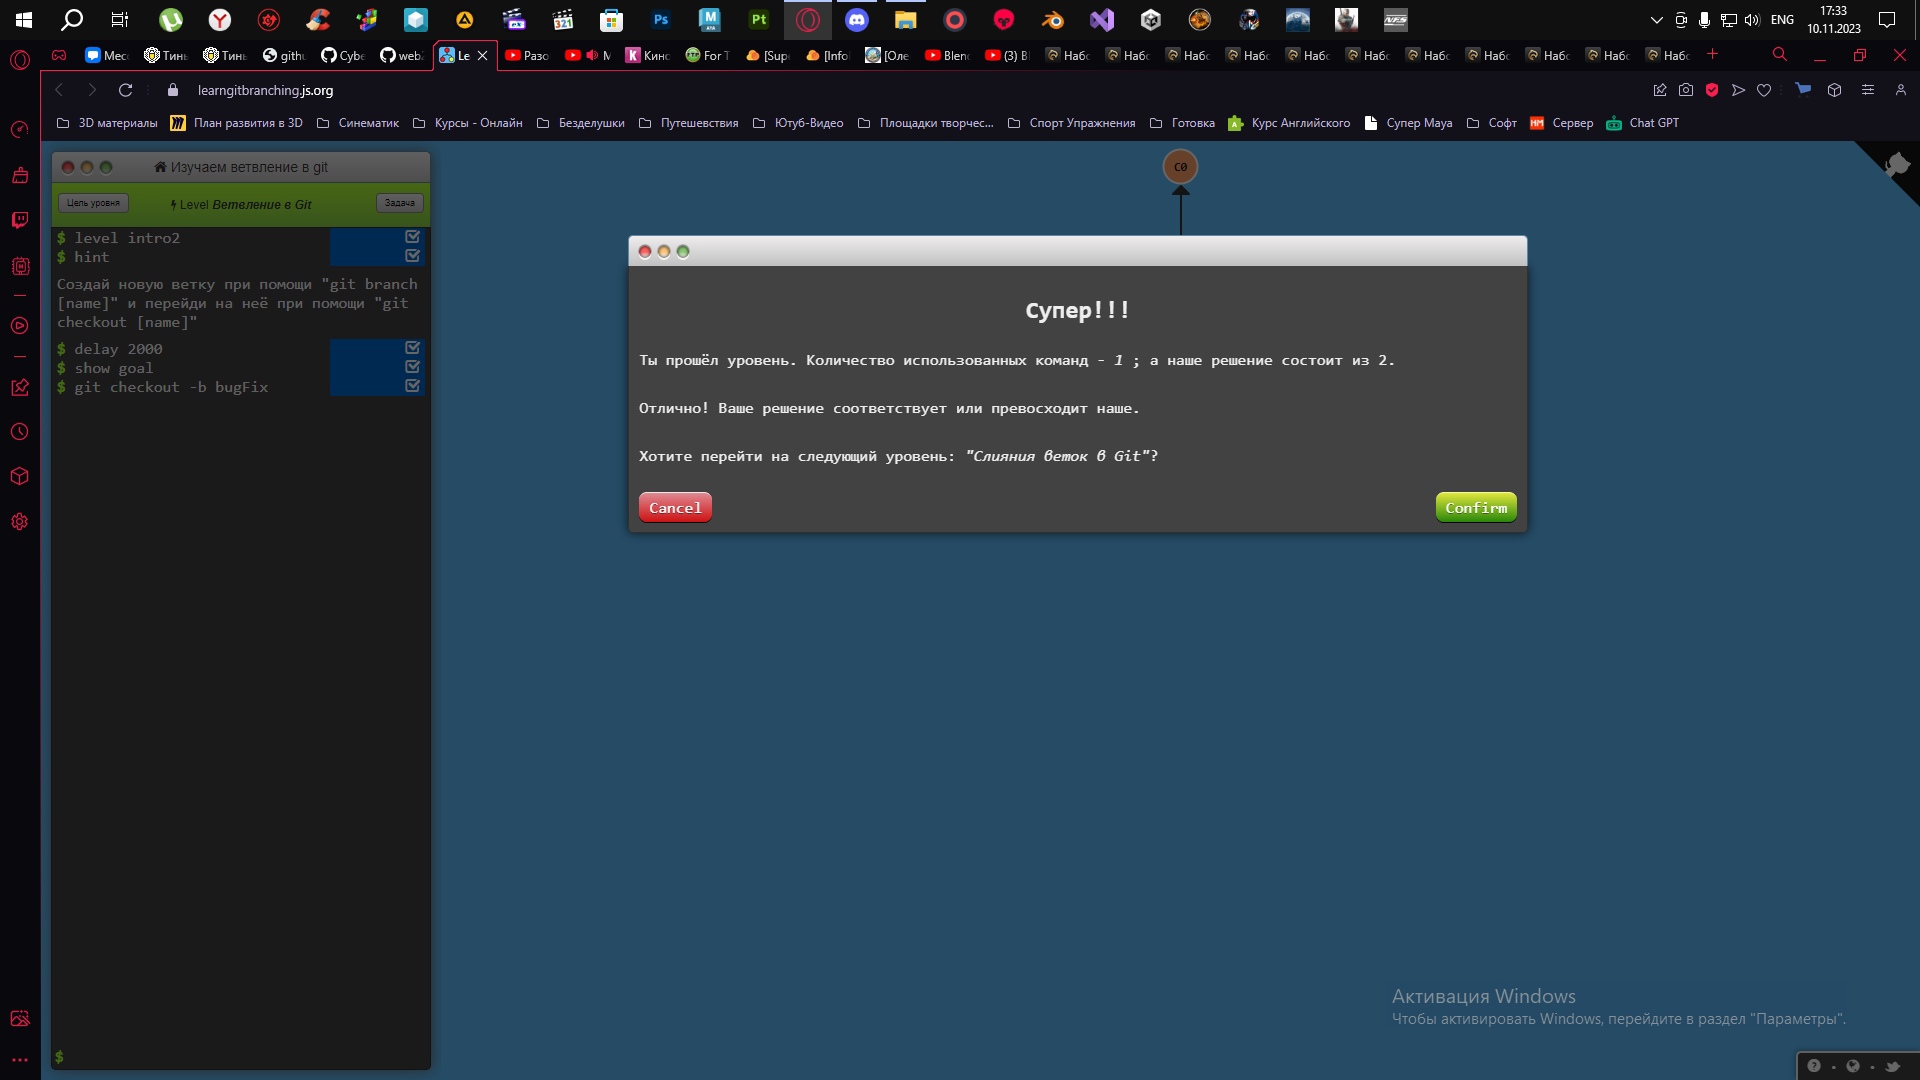 ENG
17:33
10.11.2023
Месс
Тинь
Тинь
githu
Cybe
web
Le
Разо
М
Кинс
For T
[Sup
[Info
[Оле
Blen
(3) Bl
Набс
Набс
Набс
Набс
Набс
Набс
Набс
Набс
Набс
Набс
Набс
learngitbranching.js.org
3D материалы
План развития в 3D
Синематик
Курсы - Онлайн
Безделушки
Путешевствия
Ютуб-Видео
Площадки творчес...
Спорт Упражнения
Готовка
Курс Английского
Супер Maya
Софт
Сервер
Chat GPT
Изучаем ветвление в git
Цель уровня
Level Ветвление в Git
Задача
$ level intro2
$ hint
Создай новую ветку при помощи "git branch
[name]" и перейди на неё при помощи "git
checkout [name]"
$ delay 2000
$ show goal
$ git checkout -b bugFix
$
C0
Супер!!!
Ты прошёл уровень. Количество использованных команд - 1 ; а наше решение состоит из 2.
Отлично! Ваше решение соответствует или превосходит наше.
Хотите перейти на следующий уровень: "Слияния веток в Git"?
Cancel
Confirm
Активация Windows
Чтобы активировать Windows, перейдите в раздел "Параметры".